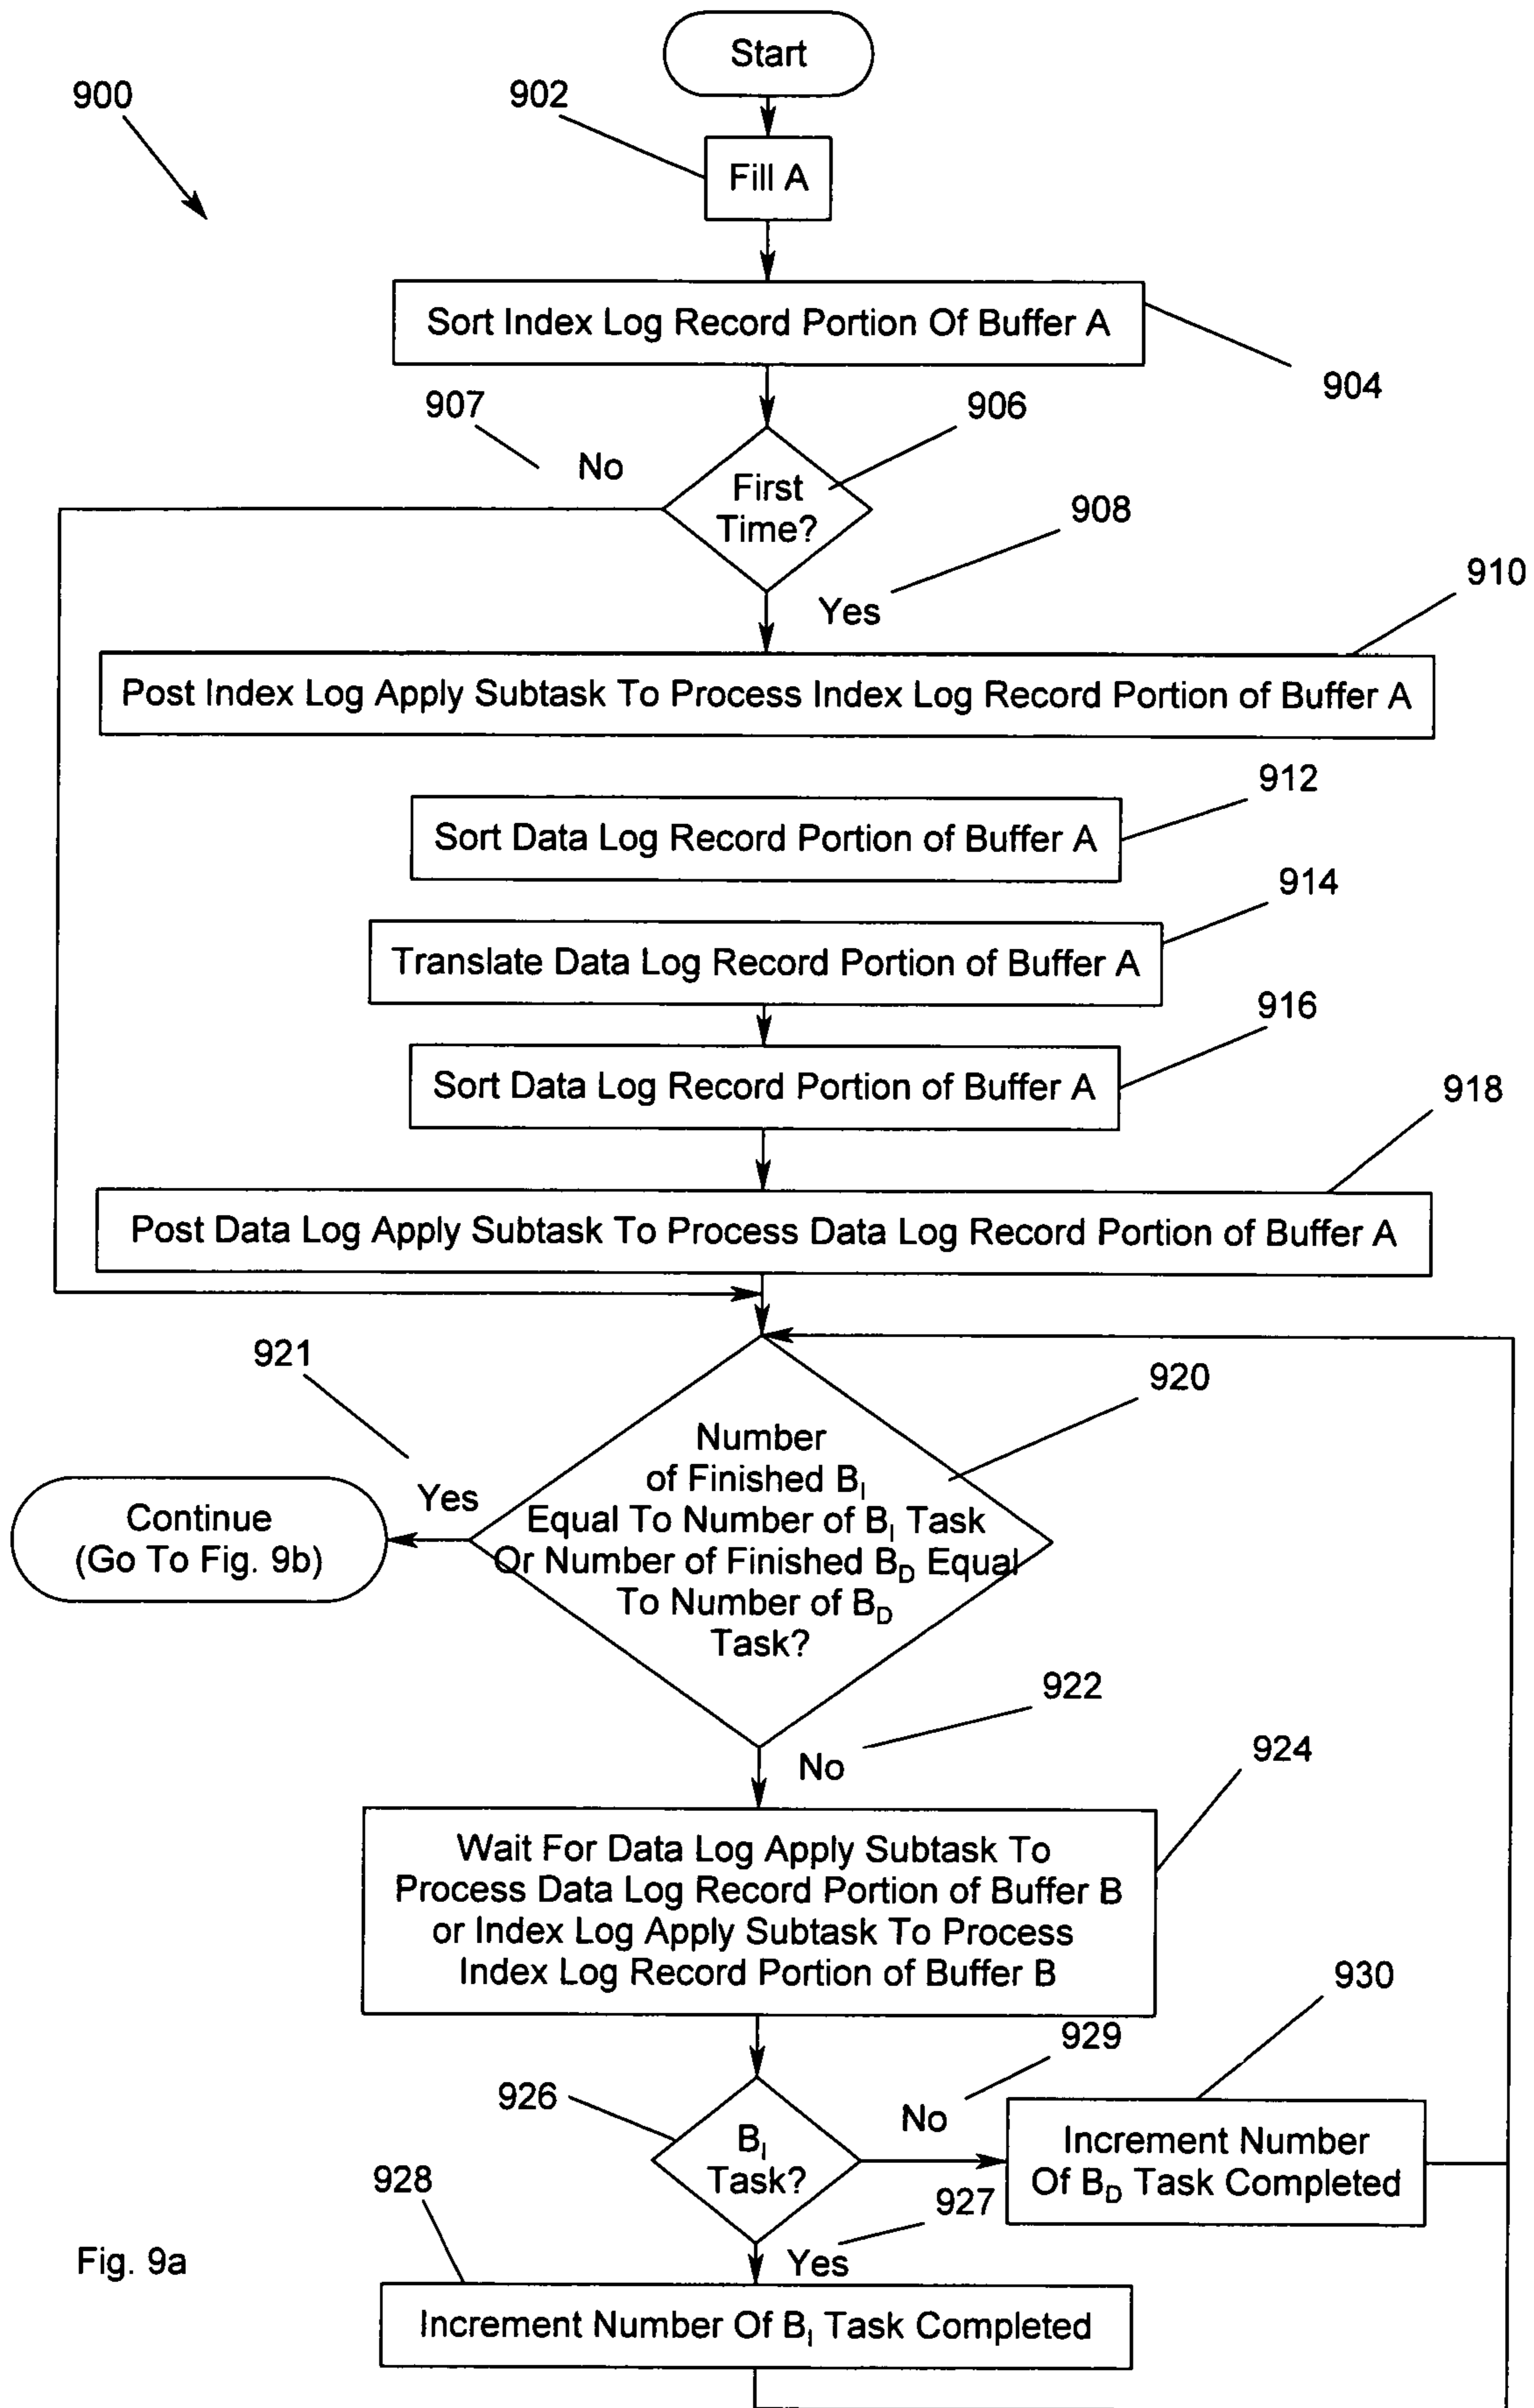 Start
900
902
Fill A
Sort Index Log Record Portion Of Buffer A
904
907
906
No
First
Time?
908
Yes
910
Post Index Log Apply Subtask To Process Index Log Record Portion of Buffer A
912
Sort Data Log Record Portion of Buffer A
914
Translate Data Log Record Portion of Buffer A
916
Sort Data Log Record Portion of Buffer A
918
Post Data Log Apply Subtask To Process Data Log Record Portion of Buffer A
921
920
Number
of Finished B_I
Equal To Number of B_I Task
Or Number of Finished B_D Equal
To Number of B_D
Task?
Yes
Continue
(Go To Fig. 9b)
922
No
924
Wait For Data Log Apply Subtask To
Process Data Log Record Portion of Buffer B
or Index Log Apply Subtask To Process
Index Log Record Portion of Buffer B
930
929
926
No
B_I
Task?
Increment Number
Of B_D Task Completed
928
927
Yes
Fig. 9a
Increment Number Of B_I Task Completed